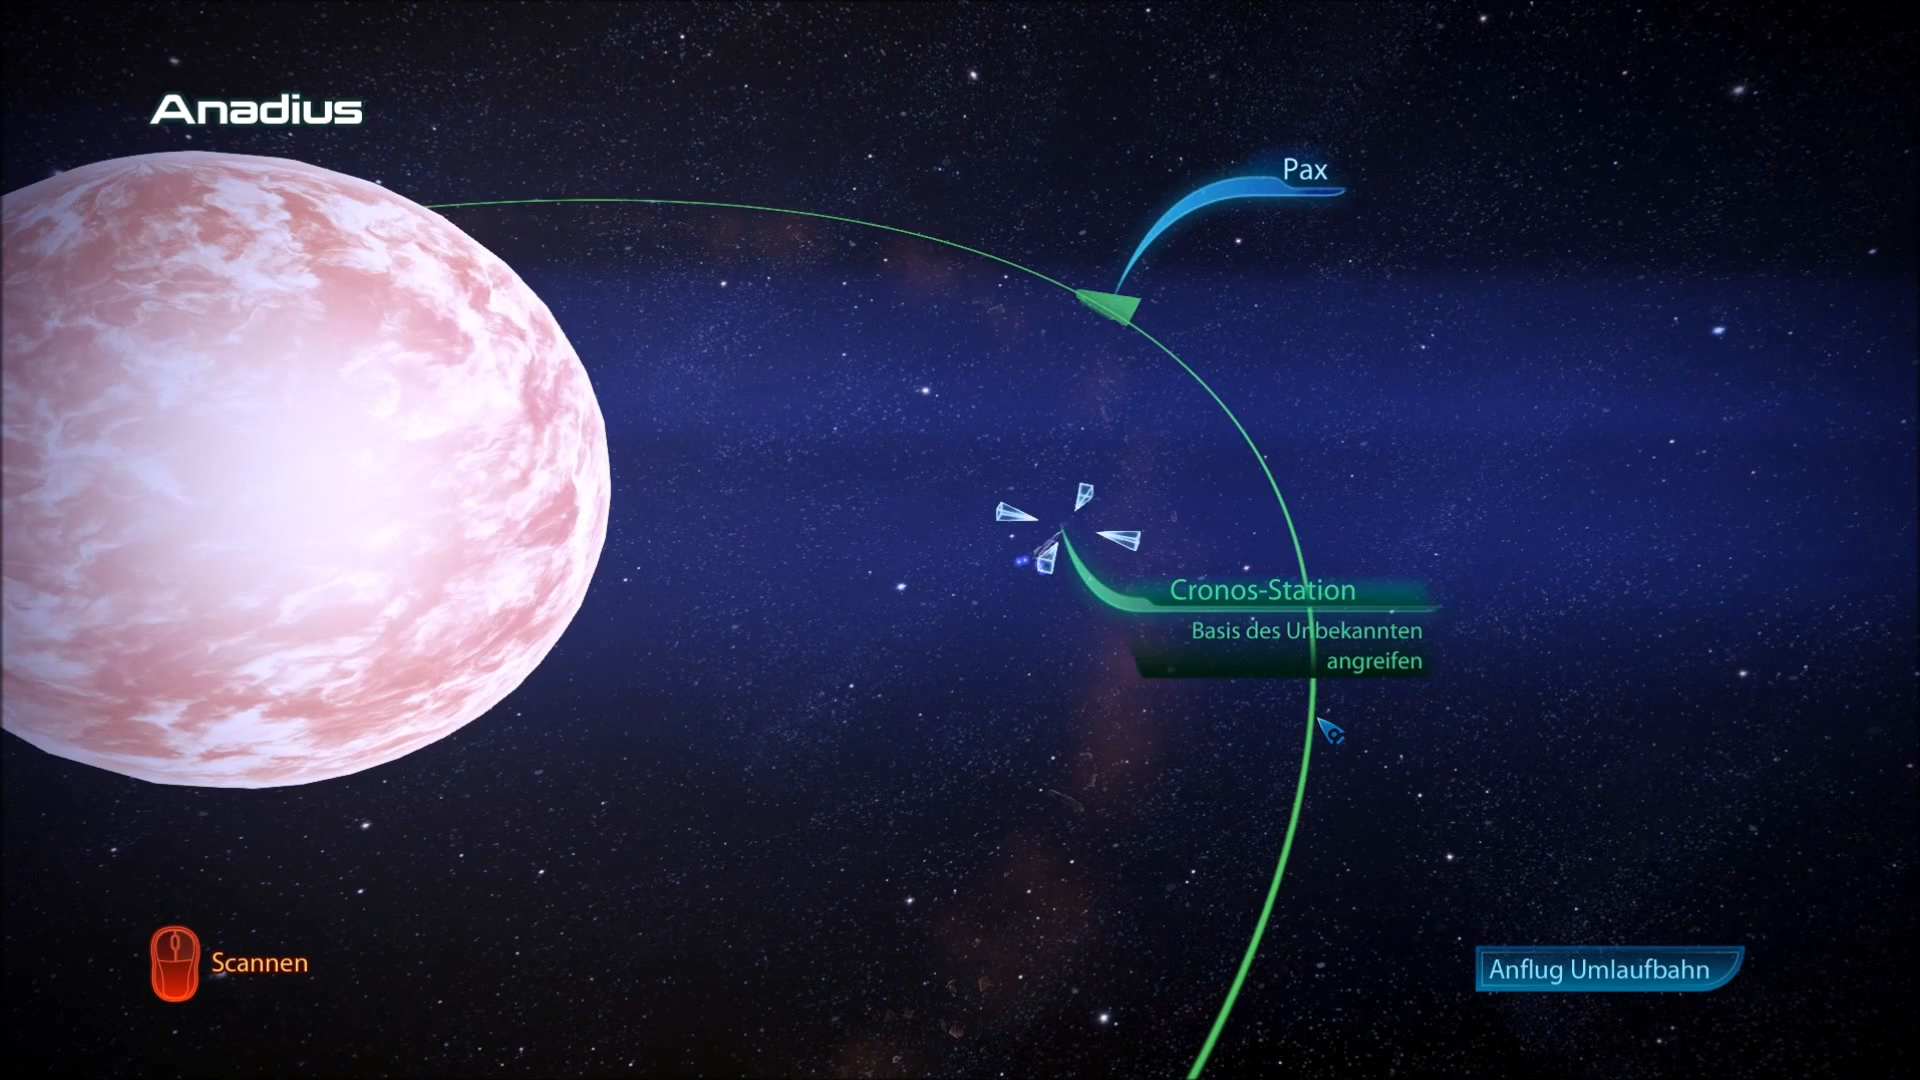 Anadius
Pax
Cronos-Station
Basis des Unbekannten
angreifen
Scannen
Anflug Umlaufbahn